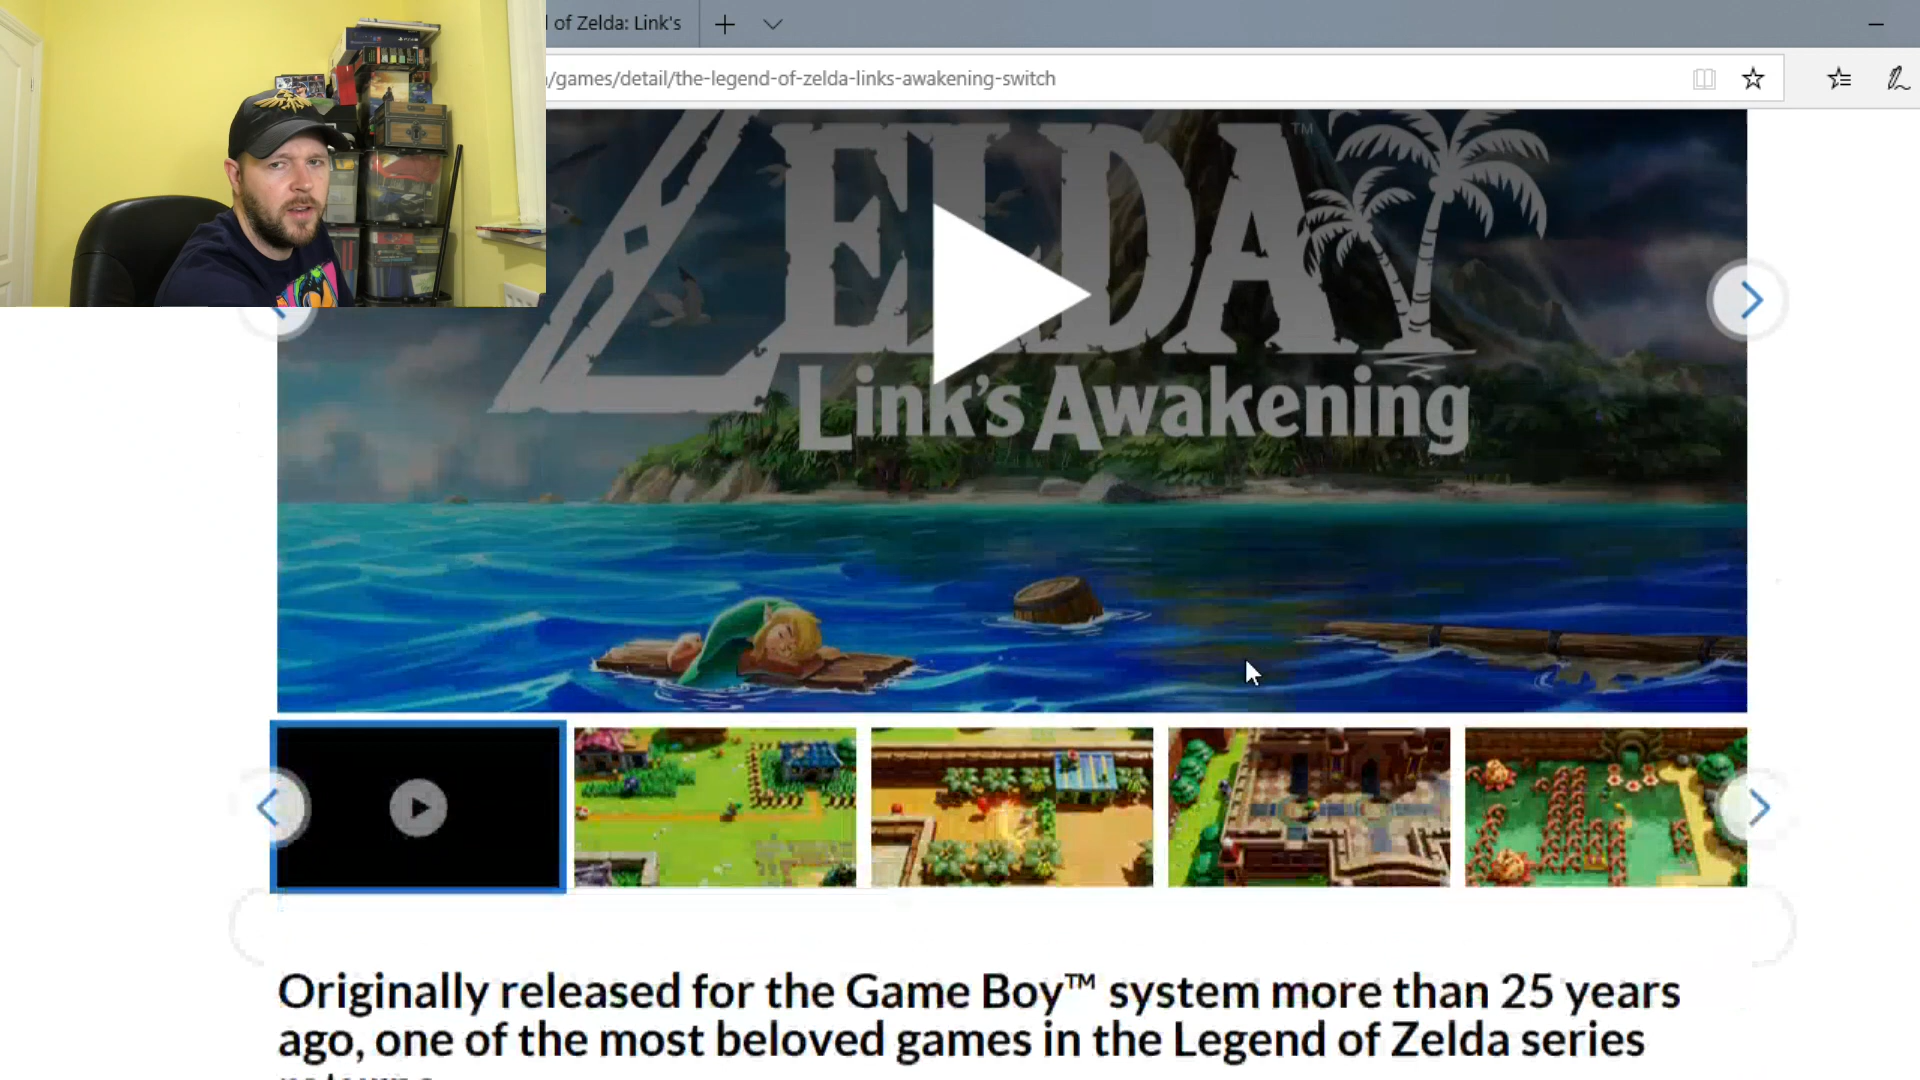 of Zelda: Link's
/games/detail/the-legend-of-zelda-links-awakening-switch
ZELDA™
Link's Awakening
Originally released for the Game Boy™ system more than 25 years
ago, one of the most beloved games in the Legend of Zelda series